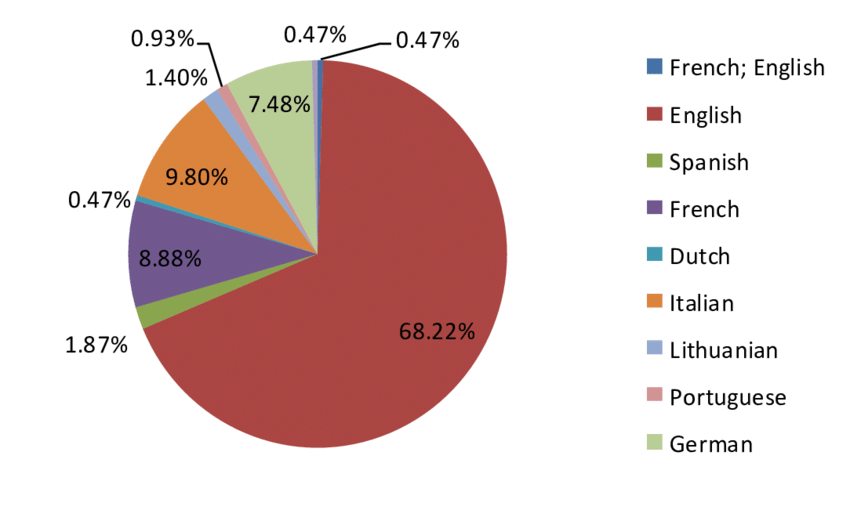 0.93%
0.47%
0.47%
1.40%
7.48%
9.80%
0.47%
8.88%
1.87%
68.22%
French; English
English
Spanish
French
Dutch
Italian
Lithuanian
Portuguese
German